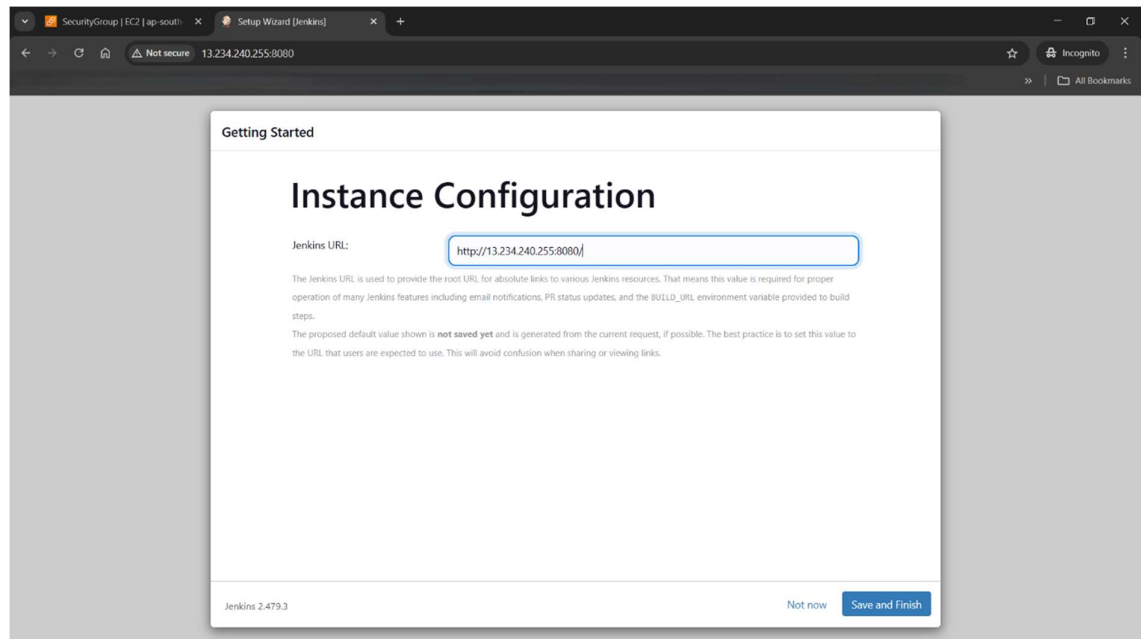 SecurityGroup | EC2 | ap-south
Setup Wizard [Jenkins]
Not secure
13.234.240.255:8080
Incognito
All Bookmarks
Getting Started
Instance Configuration
Jenkins URL:
http://13.234.240.255:8080/
The Jenkins URL is used to provide the root URL for absolute links to various Jenkins resources. That means this value is required for proper
operation of many Jenkins features including email notifications, PR status updates, and the BUILD_URL environment variable provided to build
steps.
The proposed default value shown is not saved yet and is generated from the current request, if possible. The best practice is to set this value to
the URL that users are expected to use. This will avoid confusion when sharing or viewing links.
Jenkins 2.479.3
Not now
Save and Finish